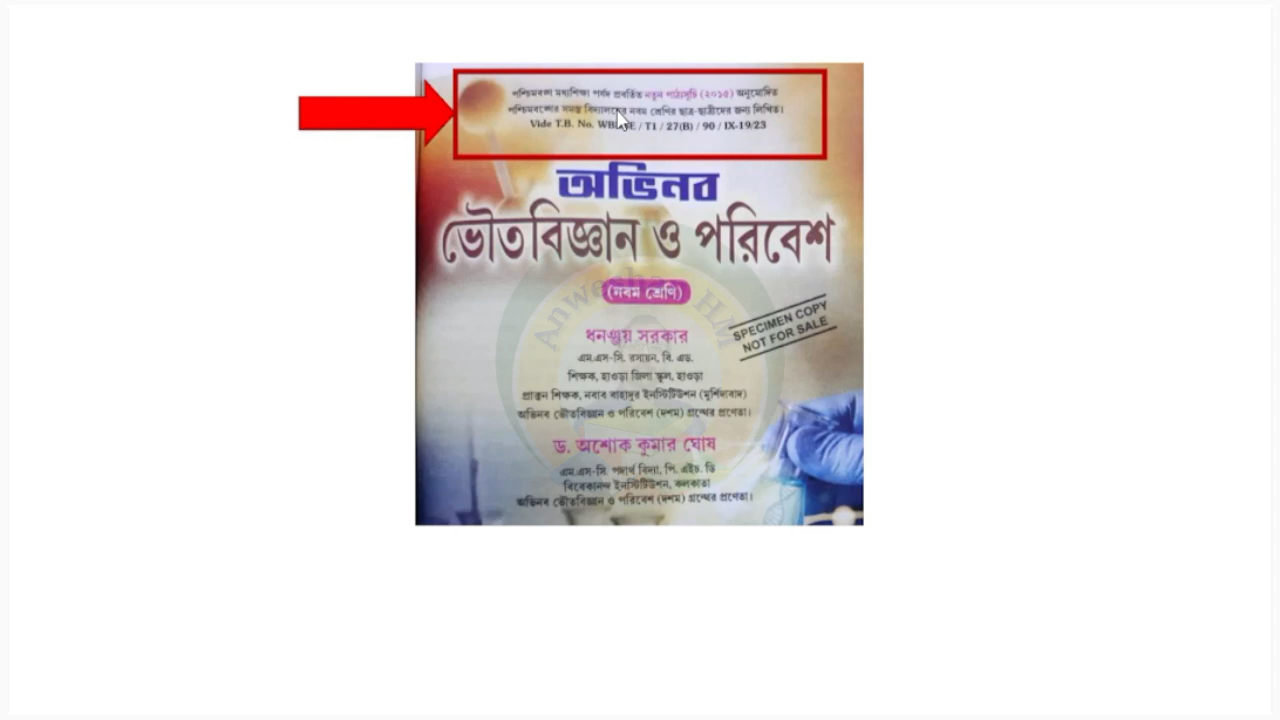 পশ্চিমবঙ্গ মধ্যশিক্ষা পর্ষদ প্রবর্তিত নতুন পাঠ্যসূচি (২০১৫) অনুমোদিত
পশ্চিমবঙ্গের সমস্ত বিদ্যালয়ের নবম শ্রেণির ছাত্র-ছাত্রীদের জন্য লিখিত।
Vide T.B. No. / T1 / 27(B) / 90 / IX-19/23
অভিনব
ভৌতবিজ্ঞান ও পরিবেশ
(নবম শ্রেণি)
SPECIMEN COPY
NOT FOR SALE
ধনঞ্জয় সরকার
এম.এস-সি. রসায়ন, বি. এড.
শিক্ষক, হাওড়া জিলা স্কুল, হাওড়া
প্রাক্তন শিক্ষক, নবাব বাহাদুর ইনস্টিটিউশন (মুর্শিদাবাদ)
অভিনব ভৌতবিজ্ঞান ও পরিবেশ (দশম) গ্রন্থের প্রণেতা।
ড. অশোক কুমার ঘোষ
এম.এস-সি. পদার্থ বিদ্যা, পি. এইচ. ডি
বিবেকানন্দ ইনস্টিটিউশন, কলকাতা
অভিনব ভৌতবিজ্ঞান ও পরিবেশ (দশম) গ্রন্থের প্রণেতা।
Anweshan HM